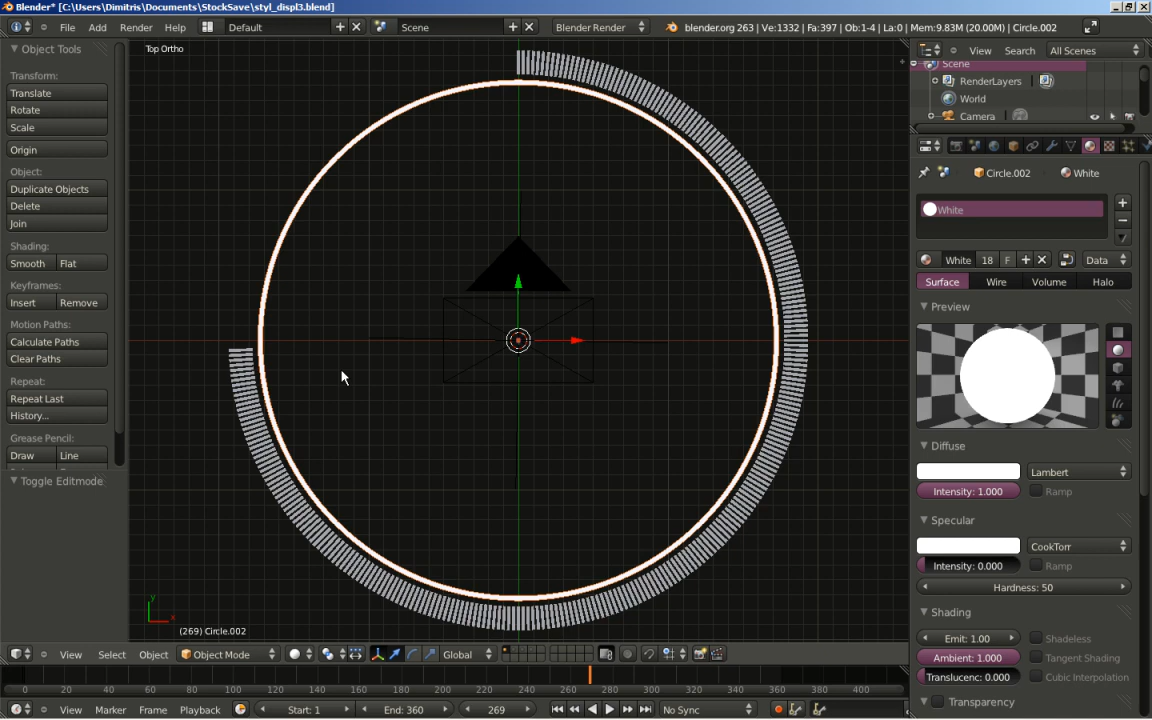 Blender* [C:\Users\Dimitris\Documents\StockSave\styl_displ3.blend]
File Add Render Help Default Scene Blender Render blender.org 263 | Ve:1332 | Fa:397 | Ob:1-4 | La:0 | Mem:9.83M (20.00M) | Circle.002
Object Tools
Transform:
Translate
Rotate
Scale
Origin
Object:
Duplicate Objects
Delete
Join
Shading:
Smooth Flat
Keyframes:
Insert Remove
Motion Paths:
Calculate Paths
Clear Paths
Repeat:
Repeat Last
History...
Grease Pencil:
Draw Line
Toggle Editmode
Top Ortho
y
x
(269) Circle.002
View Search All Scenes
Scene
RenderLayers
World
Camera
Circle.002 White
White
White 18 F Data
Surface Wire Volume Halo
Preview
Diffuse
Lambert
Intensity: 1.000 Ramp
Specular
CookTorr
Intensity: 0.000 Ramp
Hardness: 50
Shading
Emit: 1.00 Shadeless
Ambient: 1.000 Tangent Shading
Translucenc: 0.000 Cubic Interpolation
Transparency
View Select Object Object Mode Global
0 20 40 60 80 100 120 140 160 180 200 220 240 260 280 300 320 340 360 380 400
View Marker Frame Playback Start: 1 End: 360 269 No Sync